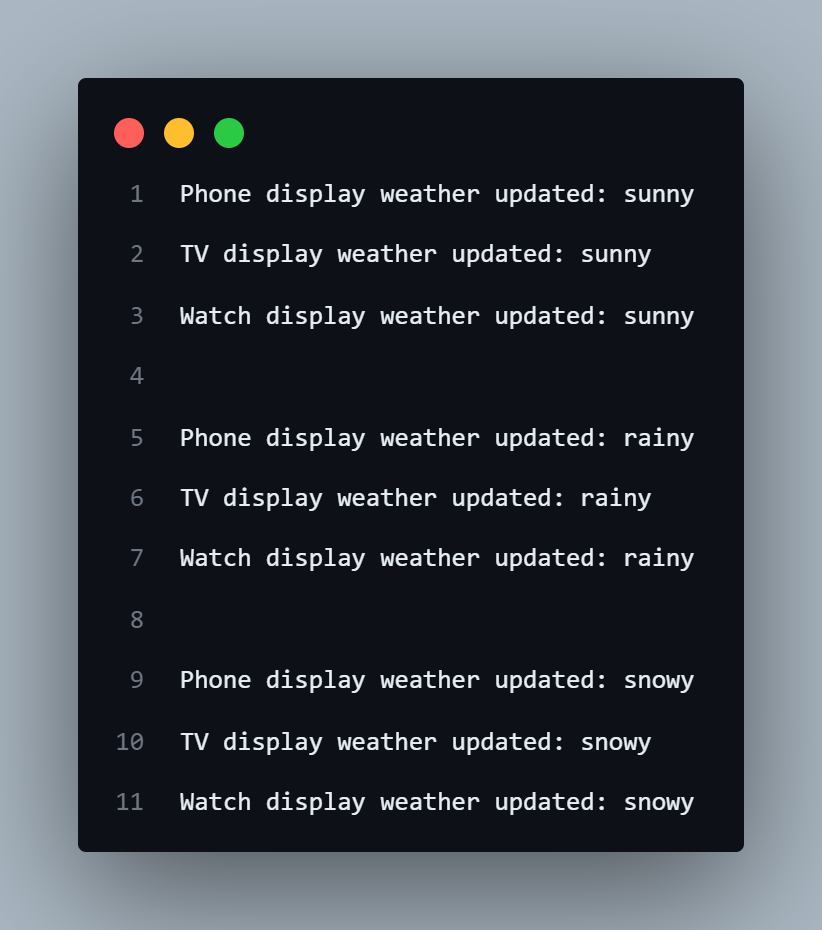 1 Phone display weather updated: sunny
2 TV display weather updated: sunny
3 Watch display weather updated: sunny
4
5 Phone display weather updated: rainy
6 TV display weather updated: rainy
7 Watch display weather updated: rainy
8
9 Phone display weather updated: snowy
10 TV display weather updated: snowy
11 Watch display weather updated: snowy